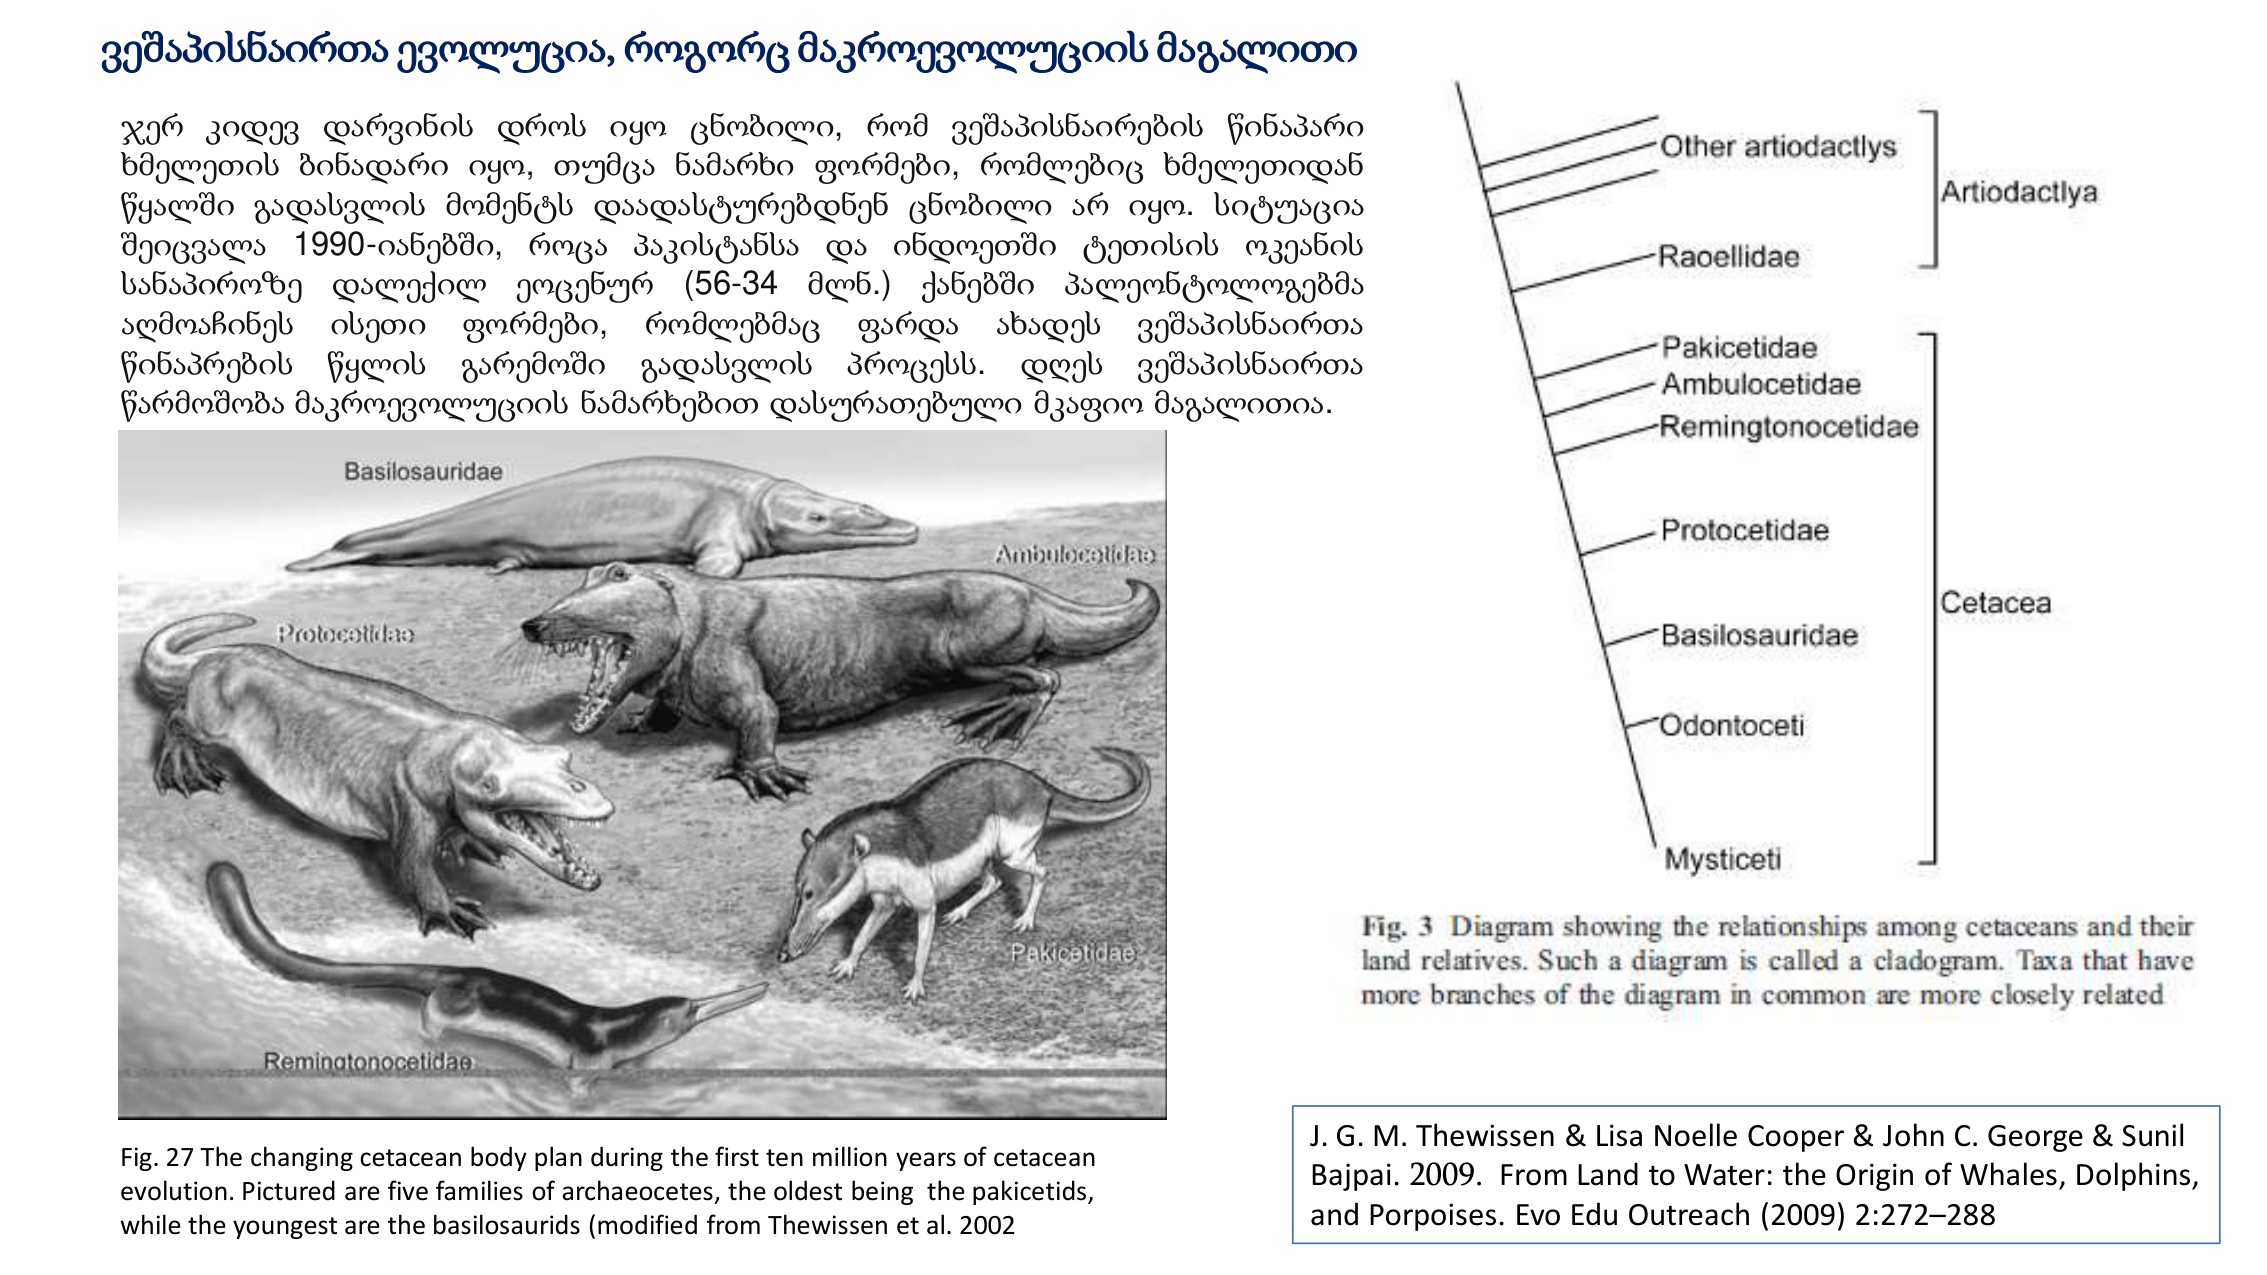 ვეშაპისნაირთა ევოლუცია, როგორც მაკროევოლუციის მაგალითი
ჯერ კიდევ დარვინის დროს იყო ცნობილი, რომ ვეშაპისნაირების წინაპარი
ხმელეთის ბინადარი იყო, თუმცა ნამარხი ფორმები, რომლებიც ხმელეთიდან
წყალში გადასვლის მომენტს დაადასტურებდნენ ცნობილი არ იყო. სიტუაცია
შეიცვალა 1990-იანებში, როცა პაკისტანსა და ინდოეთში ტეთისის ოკეანის
სანაპიროზე დალექილ ეოცენურ (56-34 მლნ.) ქანებში პალეონტოლოგებმა
აღმოაჩინეს ისეთი ფორმები, რომლებმაც ფარდა ახადეს ვეშაპისნაირთა
წინაპრების წყლის გარემოში გადასვლის პროცესს. დღეს ვეშაპისნაირთა
წარმოშობა მაკროევოლუციის ნამარხებით დასურათებული მკაფიო მაგალითია.
Basilosauridae
Ambulocetidae
Protocetidae
Pakicetidae
Remingtonocetidae
Fig. 27 The changing cetacean body plan during the first ten million years of cetacean
evolution. Pictured are five families of archaeocetes, the oldest being the pakicetids,
while the youngest are the basilosaurids (modified from Thewissen et al. 2002
Other artiodactlys
Artiodactlya
Raoellidae
Pakicetidae
Ambulocetidae
Remingtonocetidae
Protocetidae
Cetacea
Basilosauridae
Odontoceti
Mysticeti
Fig. 3 Diagram showing the relationships among cetaceans and their
land relatives. Such a diagram is called a cladogram. Taxa that have
more branches of the diagram in common are more closely related
J. G. M. Thewissen & Lisa Noelle Cooper & John C. George & Sunil
Bajpai. 2009. From Land to Water: the Origin of Whales, Dolphins,
and Porpoises. Evo Edu Outreach (2009) 2:272–288